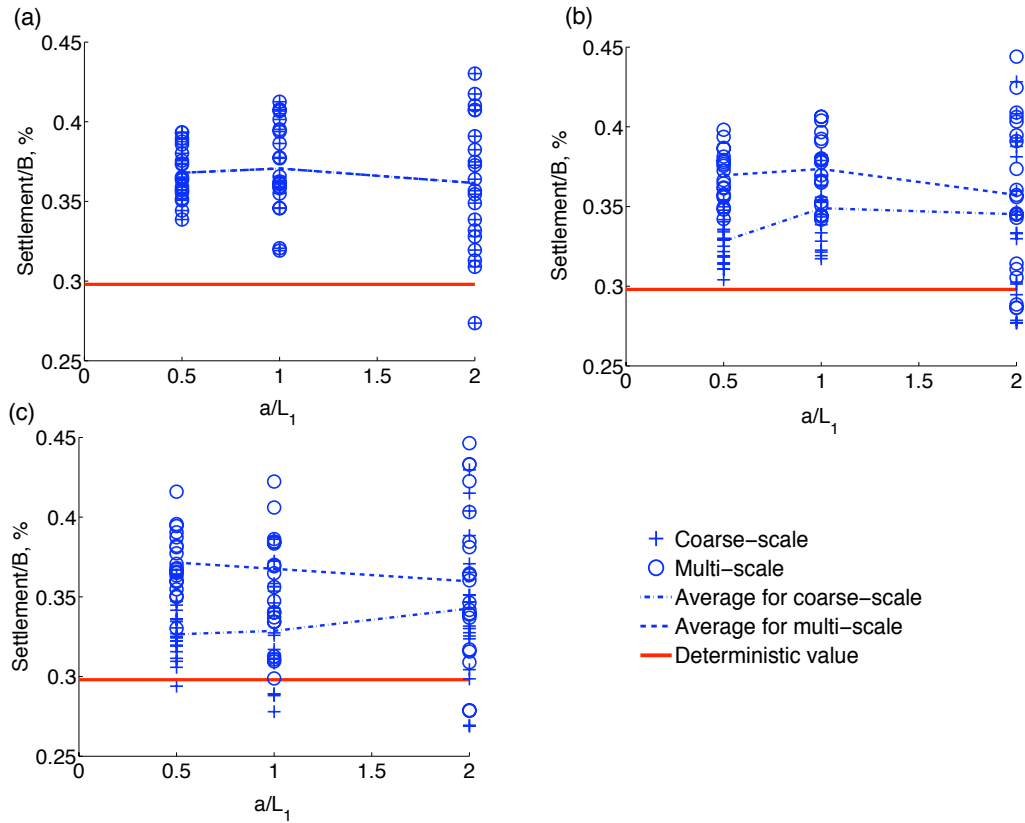 (a)
0.45
0.4
0.35
0.3
0.25
Settlement/B, %
0
0.5
1
1.5
2
a/L1
(b)
0.45
0.4
0.35
0.3
0.25
Settlement/B, %
0
0.5
1
1.5
2
a/L1
(c)
0.45
0.4
0.35
0.3
0.25
Settlement/B, %
0
0.5
1
1.5
2
a/L1
Coarse−scale
Multi−scale
Average for coarse−scale
Average for multi−scale
Deterministic value